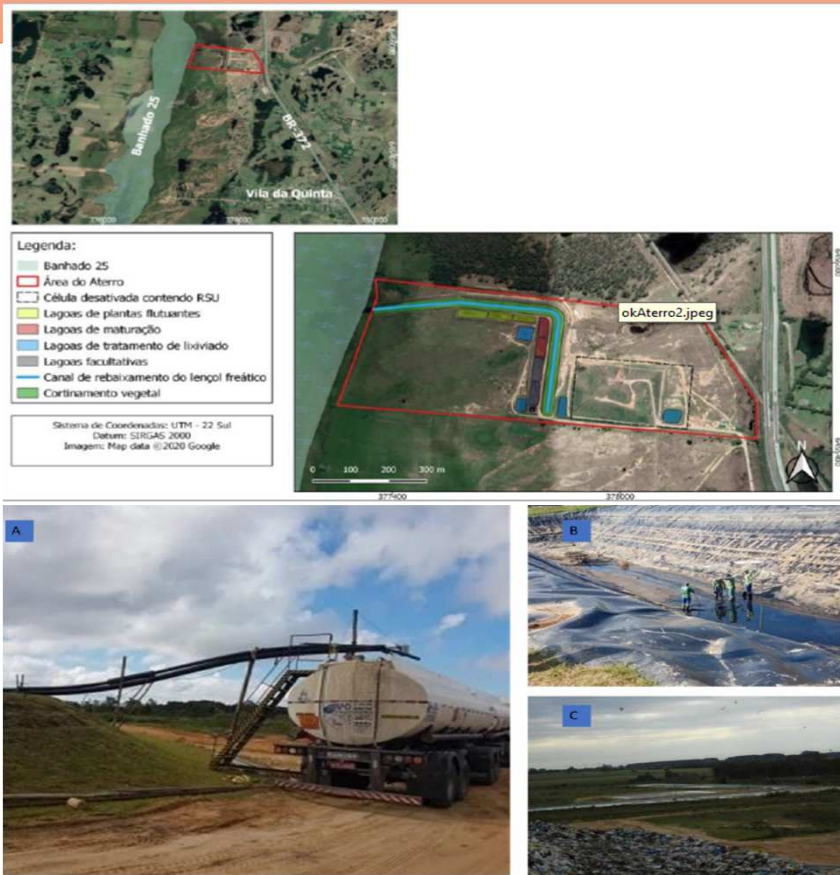 Banhado 25
BR-372
Vila da Quinta
376000
378000
380000
Legenda:
Banhado 25
Área do Aterro
Célula desativada contendo RSU
Lagoas de plantas flutuantes
Lagoas de maturação
Lagoas de tratamento de lixiviado
Lagoas facultativas
Canal de rebaixamento do lençol freático
Cortinamento vegetal
Sistema de Coordenadas: UTM - 22 Sul
Datum: SIRGAS 2000
Imagem: Map data ©2020 Google
okAterro2.jpeg
N
0 100 200 300 m
377400
378000
A
B
C